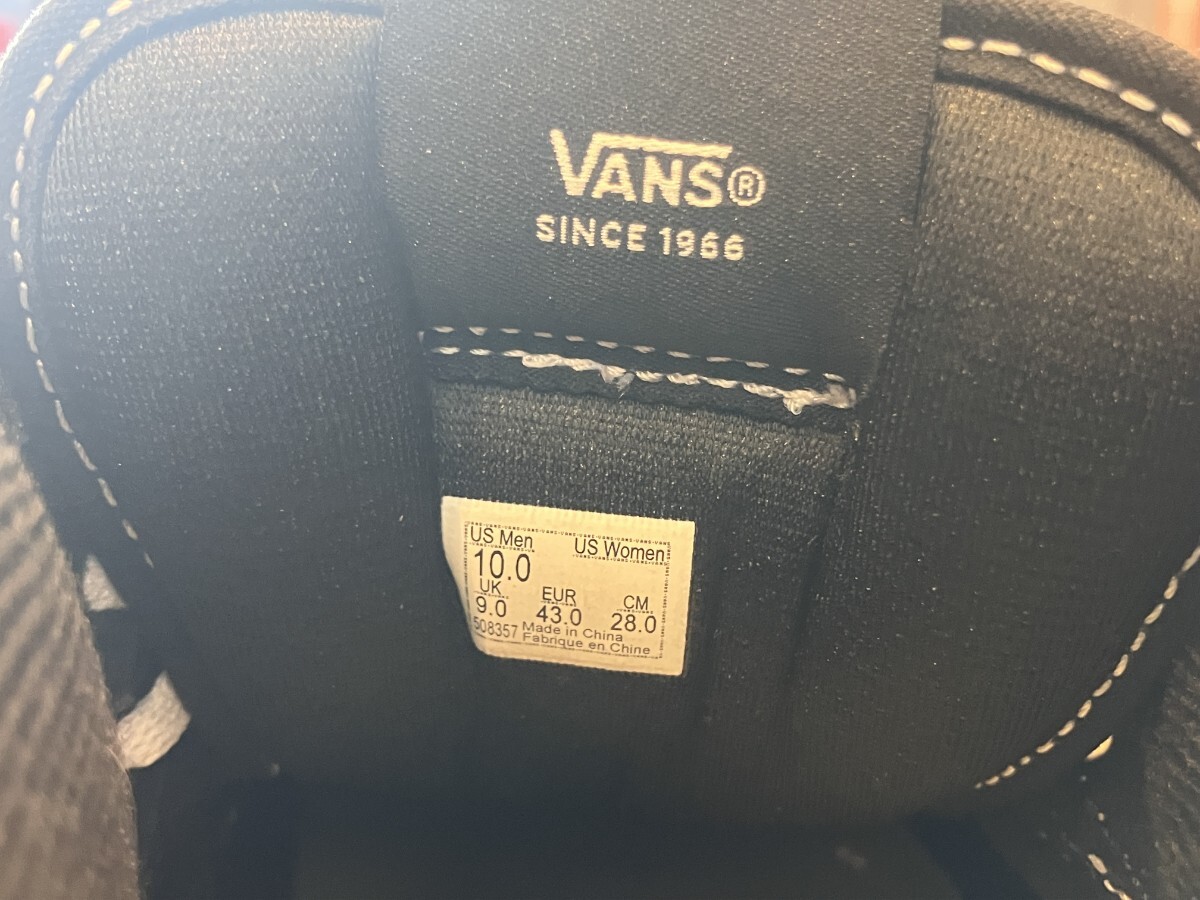 VANS®
SINCE 1966
US Men US Women
10.0
UK EUR CM
9.0 43.0 28.0
508357 Made in China
Fabrique en Chine